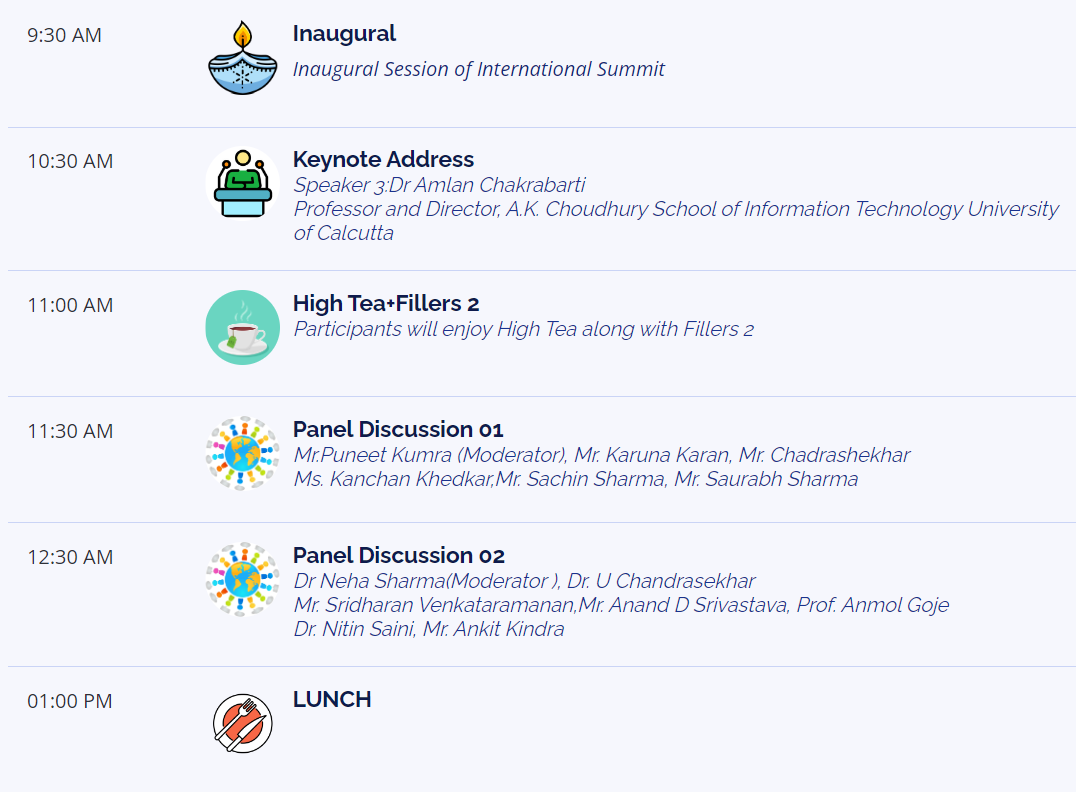 9:30 AM
Inaugural
Inaugural Session of International Summit
10:30 AM
Keynote Address
Speaker 3:Dr Amlan Chakrabarti
Professor and Director, A.K. Choudhury School of Information Technology University
of Calcutta
11:00 AM
High Tea+Fillers 2
Participants will enjoy High Tea along with Fillers 2
11:30 AM
Panel Discussion 01
Mr.Puneet Kumra (Moderator), Mr. Karuna Karan, Mr. Chadrashekhar
Ms. Kanchan Khedkar,Mr. Sachin Sharma, Mr. Saurabh Sharma
12:30 AM
Panel Discussion 02
Dr Neha Sharma(Moderator ), Dr. U Chandrasekhar
Mr. Sridharan Venkataramanan,Mr. Anand D Srivastava, Prof. Anmol Goje
Dr. Nitin Saini, Mr. Ankit Kindra
01:00 PM
LUNCH